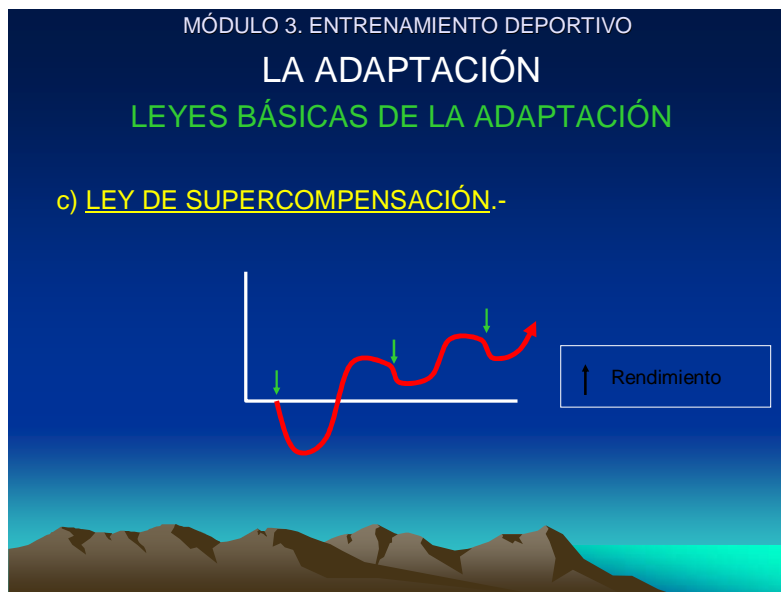 MÓDULO 3. ENTRENAMIENTO DEPORTIVO
LA ADAPTACIÓN
LEYES BÁSICAS DE LA ADAPTACIÓN
c) LEY DE SUPERCOMPENSACIÓN.-
Rendimiento